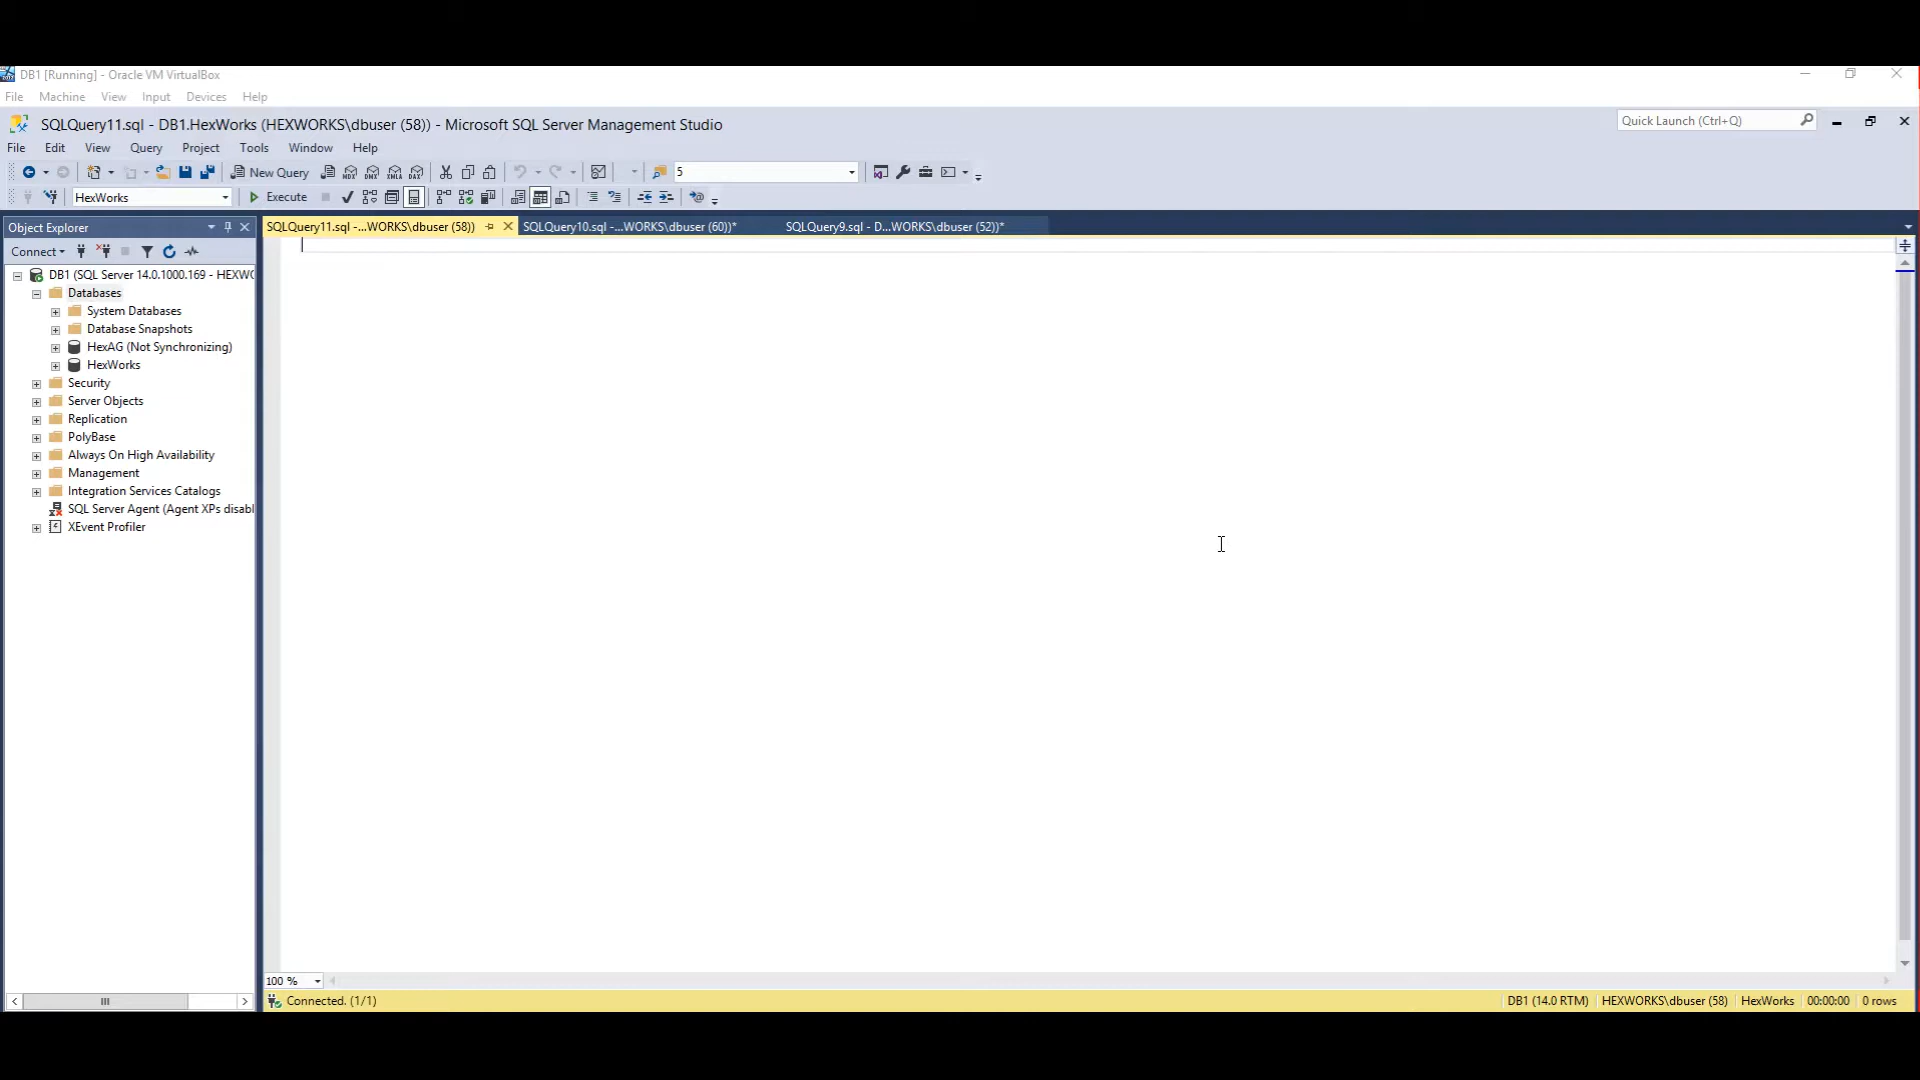 DB1 [Running] - Oracle VM VirtualBox
File Machine View Input Devices Help
SQLQuery11.sql - DB1.HexWorks (HEXWORKS\dbuser (58)) - Microsoft SQL Server Management Studio
Quick Launch (Ctrl+Q)
File Edit View Query Project Tools Window Help
New Query
MDX DMX XMLA DAX
5
HexWorks
Execute
Object Explorer
SQLQuery11.sql -...WORKS\dbuser (58))
SQLQuery10.sql -...WORKS\dbuser (60))*
SQLQuery9.sql - D...WORKS\dbuser (52))*
Connect
DB1 (SQL Server 14.0.1000.169 - HEXWO
Databases
System Databases
Database Snapshots
HexAG (Not Synchronizing)
HexWorks
Security
Server Objects
Replication
PolyBase
Always On High Availability
Management
Integration Services Catalogs
SQL Server Agent (Agent XPs disabl
XEvent Profiler
100 %
Connected. (1/1)
DB1 (14.0 RTM) HEXWORKS\dbuser (58) HexWorks 00:00:00 0 rows